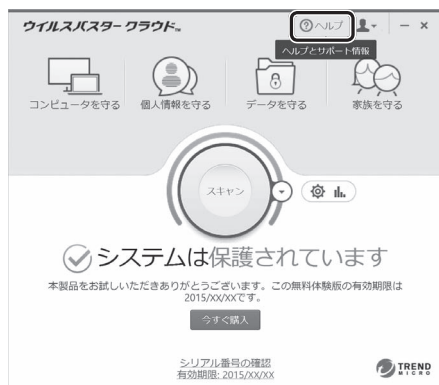 ウイルスバスター クラウド™ ヘルプ
ヘルプとサポート情報
コンピュータを守る 個人情報を守る データを守る 家族を守る
スキャン
システムは保護されています
本製品をお試しいただきありがとうございます。この無料体験版の有効期限は
2015/XX/XXです。
今すぐ購入
シリアル番号の確認
有効期限: 2015/XX/XX
TREND
MICRO